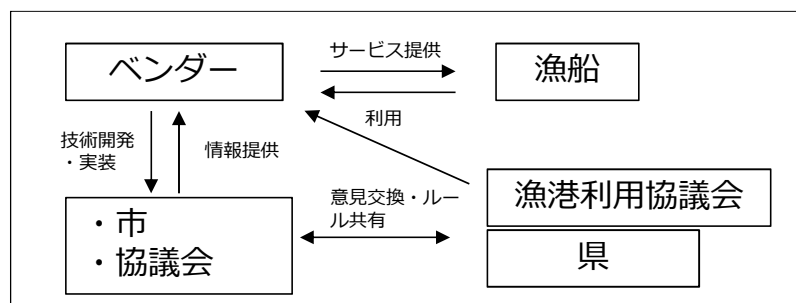 ベンダー
サービス提供
漁船
利用
技術開発
・実装
情報提供
・市
・協議会
意見交換・ルー
ル共有
漁港利用協議会
県